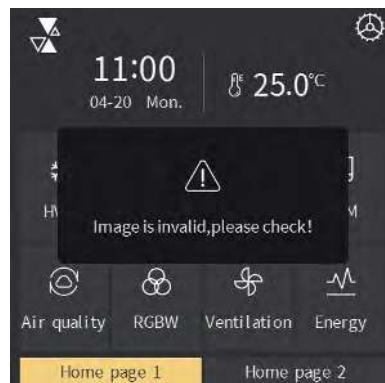 11:00
04-20 Mon.
25.0℃
Image is invalid,please check!
Air quality
RGBW
Ventilation
Energy
Home page 1
Home page 2